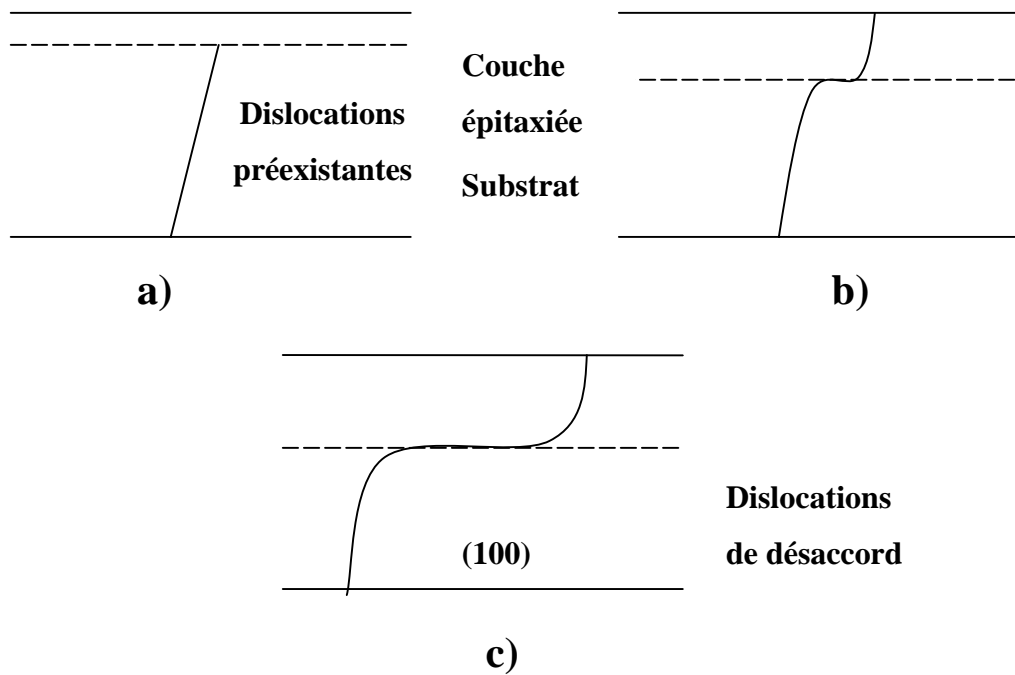 Dislocations
préexistantes
Couche
épitaxiée
Substrat
a)
b)
(100)
Dislocations
de désaccord
c)